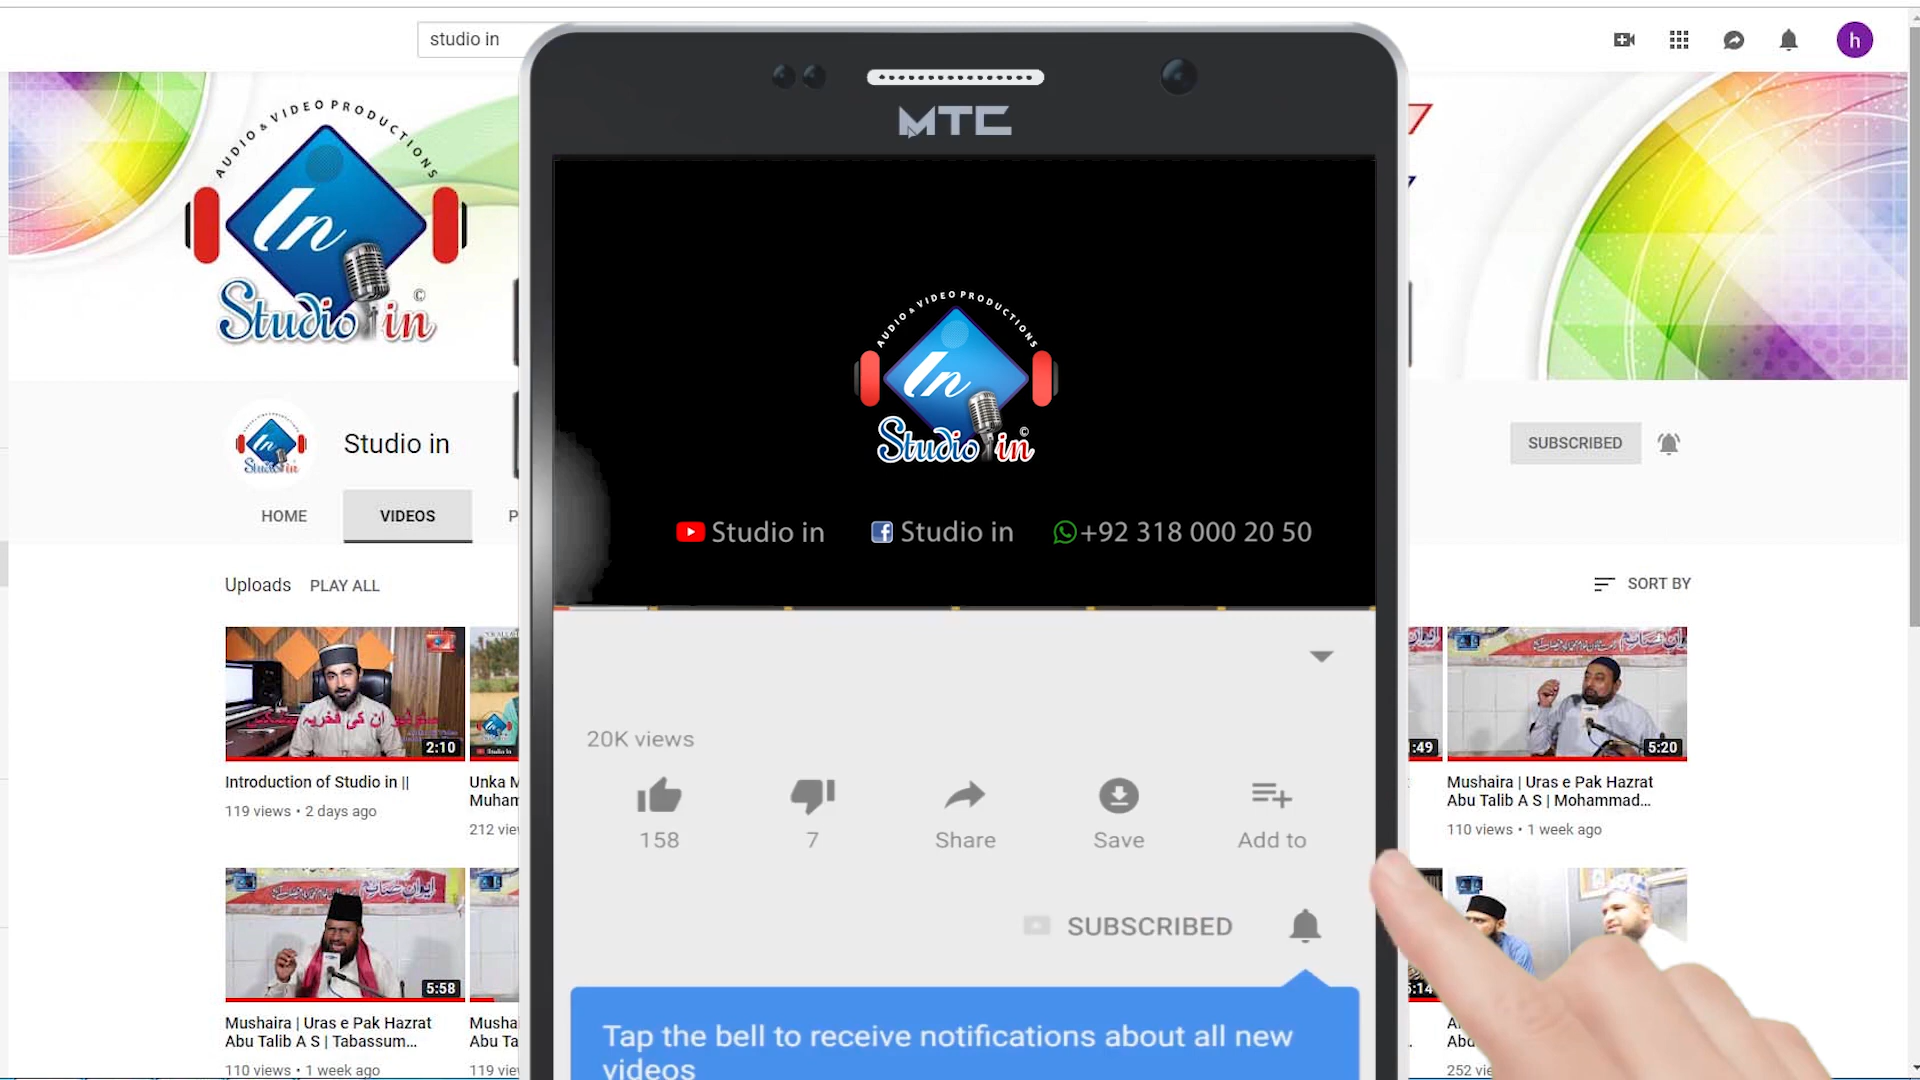 studio in
h
MTC
AUDIO & VIDEO PRODUCTIONS
In
Studio in ©
AUDIO & VIDEO PRODUCTIONS
In
Studio in ©
Studio in
Studio in
+92 318 000 20 50
Studio in
SUBSCRIBED
HOME
VIDEOS
P
Uploads
PLAY ALL
SORT BY
20K views
158
7
Share
Save
Add to
SUBSCRIBED
Tap the bell to receive notifications about all new
videos
2:10
Introduction of Studio in ||
119 views • 2 days ago
Unka M
Muham
212 vie
:49
5:20
Mushaira | Uras e Pak Hazrat
Abu Talib A S | Mohammad...
110 views • 1 week ago
5:58
Mushaira | Uras e Pak Hazrat
Abu Talib A S | Tabassum...
110 views • 1 week ago
Musha
Abu Ta
119 vie
5:14
Abu
252 vie